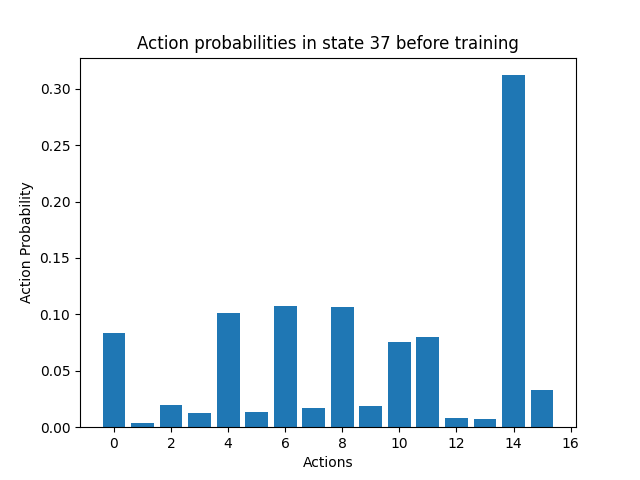 Action probabilities in state 37 before training
0.30
0.25
0.20
0.15
0.10
0.05
0.00
Action Probability
0 2 4 6 8 10 12 14 16
Actions